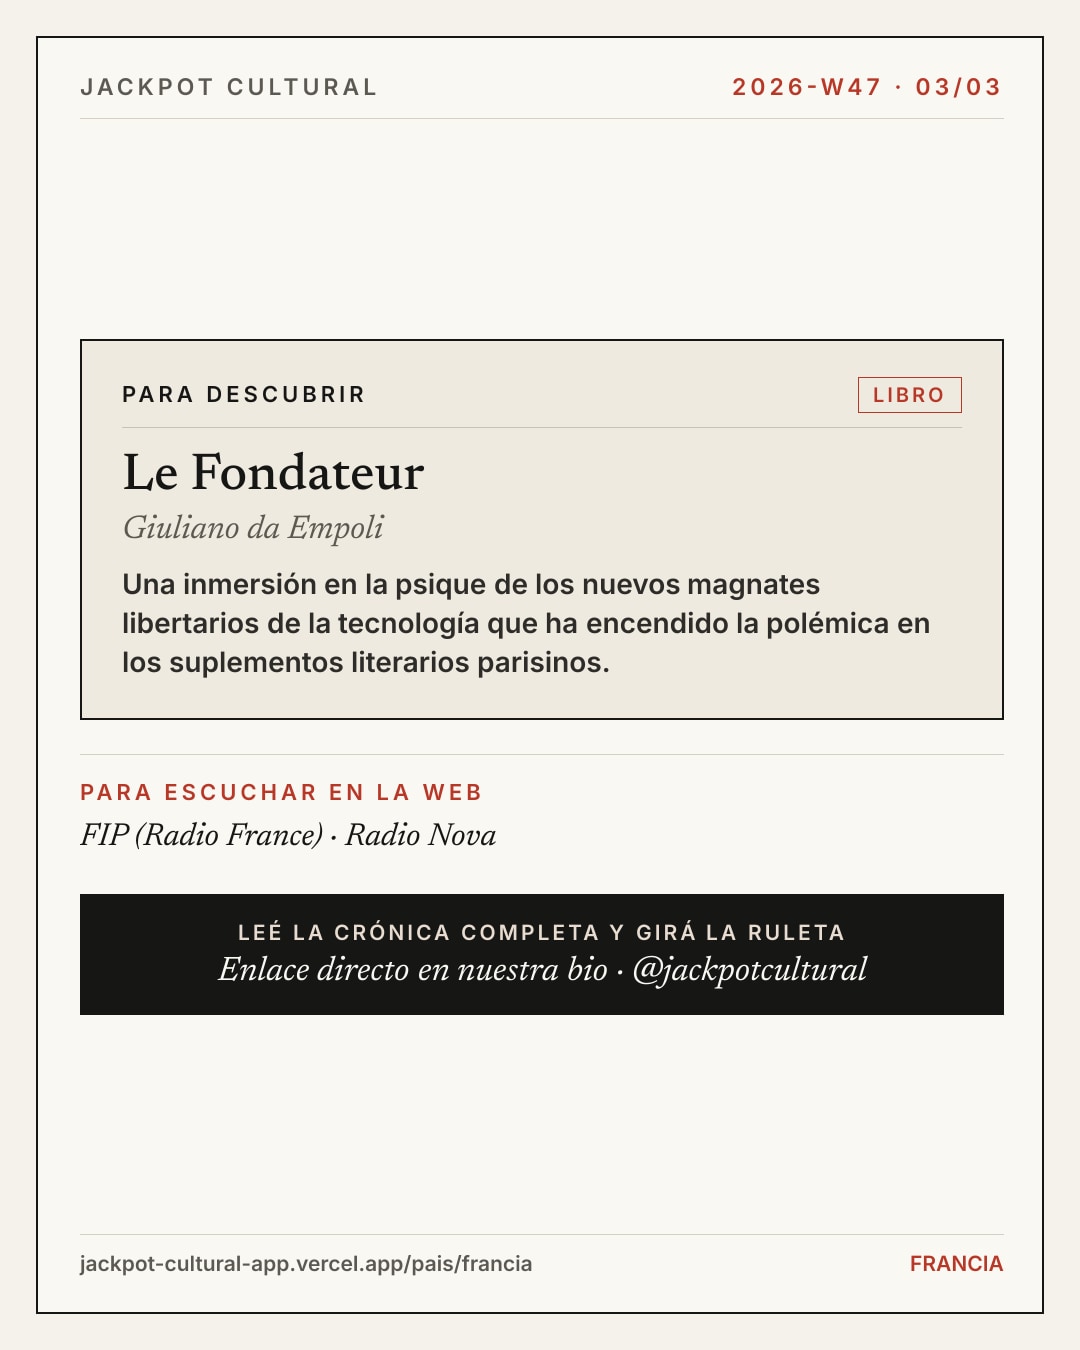 JACKPOT CULTURAL
2026-W47 · 03/03
PARA DESCUBRIR
LIBRO
Le Fondateur
Giuliano da Empoli
Una inmersión en la psique de los nuevos magnates
libertarios de la tecnología que ha encendido la polémica en
los suplementos literarios parisinos.
PARA ESCUCHAR EN LA WEB
FIP (Radio France) · Radio Nova
LEÉ LA CRÓNICA COMPLETA Y GIRÁ LA RULETA
Enlace directo en nuestra bio · @jackpotcultural
jackpot-cultural-app.vercel.app/pais/francia
FRANCIA